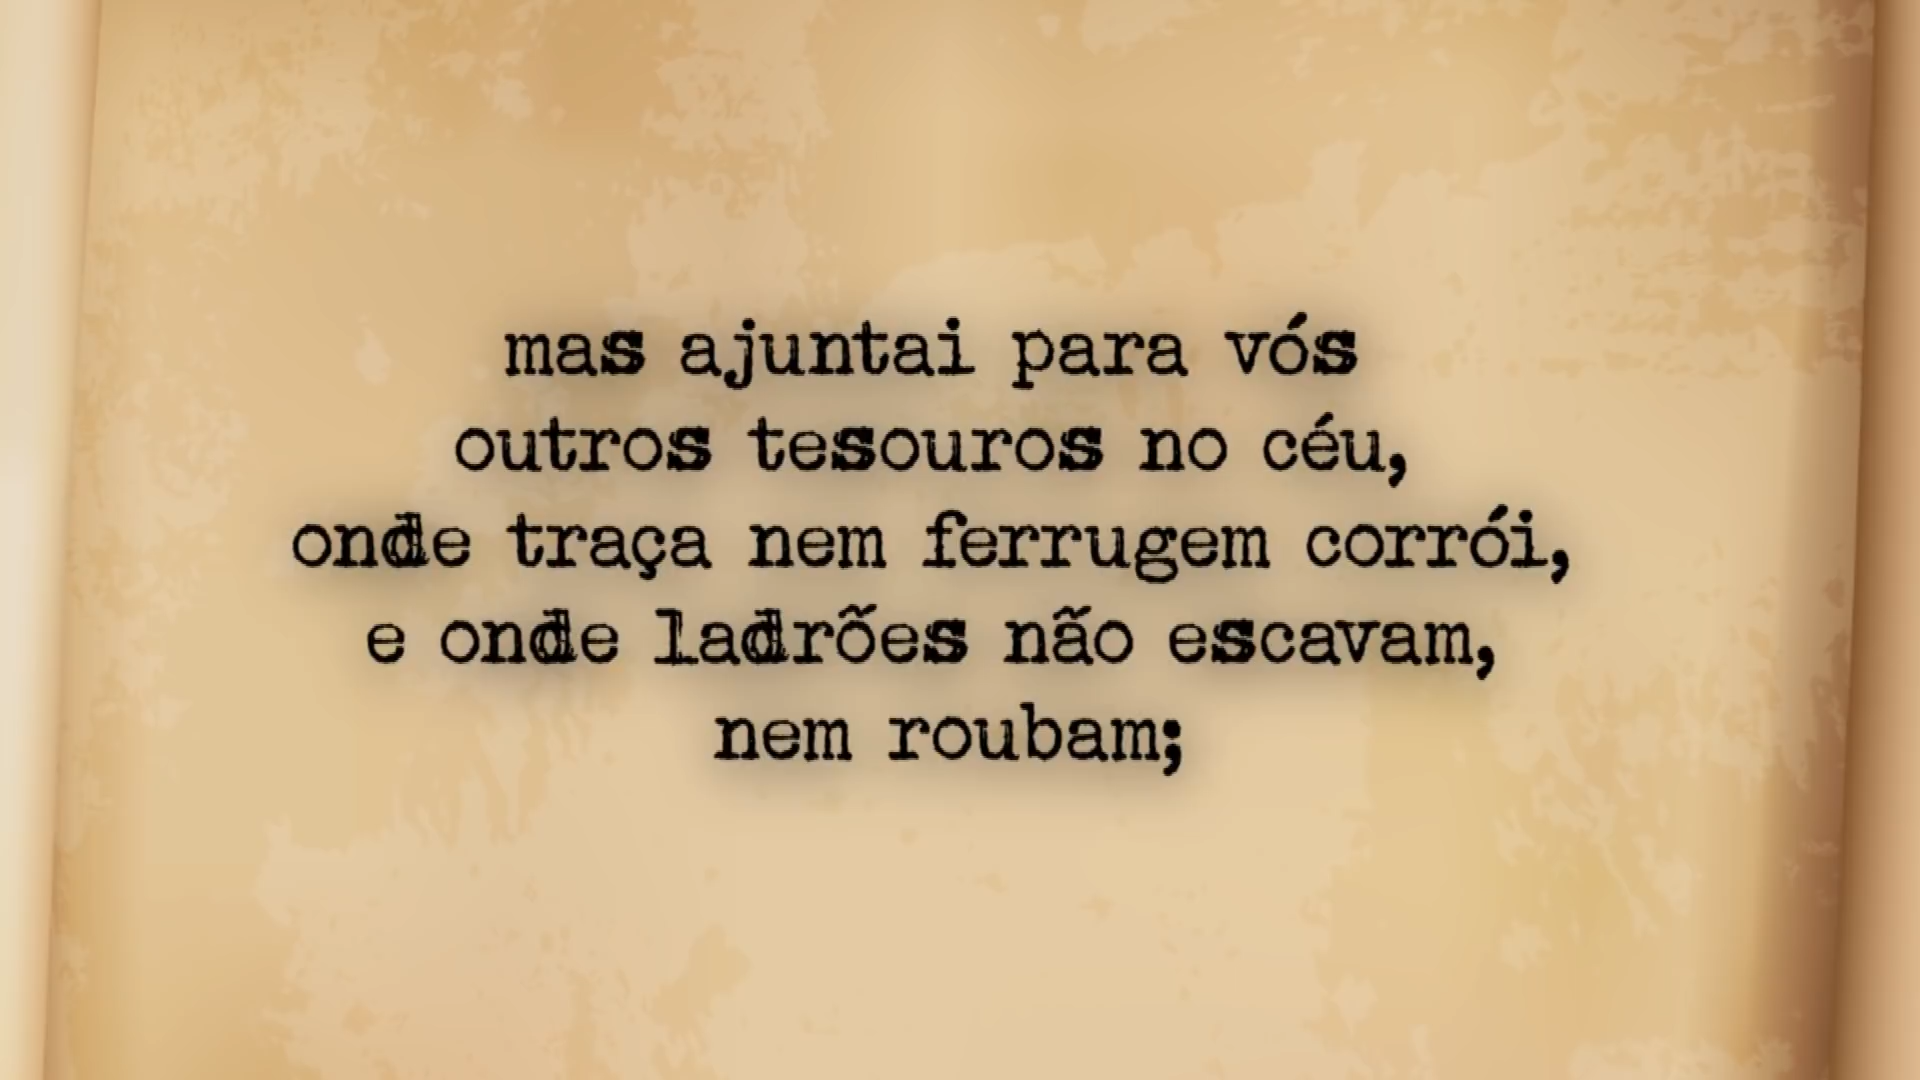 mas ajuntai para vós
outros tesouros no céu,
onde traça nem ferrugem corrói,
e onde ladrões não escavam,
nem roubam;